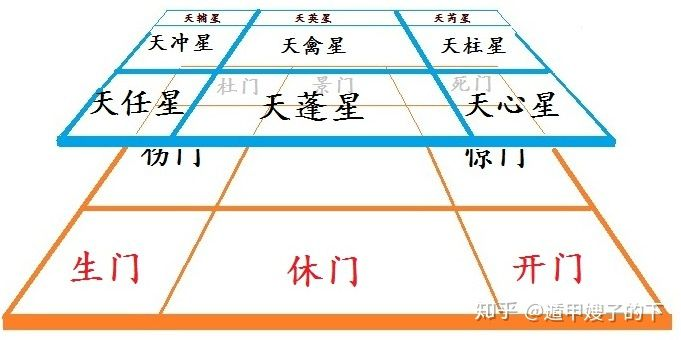 天辅星 天英星 天芮星
天冲星 天禽星 天柱星
杜门 景门 死门
天任星 天蓬星 天心星
伤门 惊门
生门 休门 开门
知乎 @遁甲嫂子的下